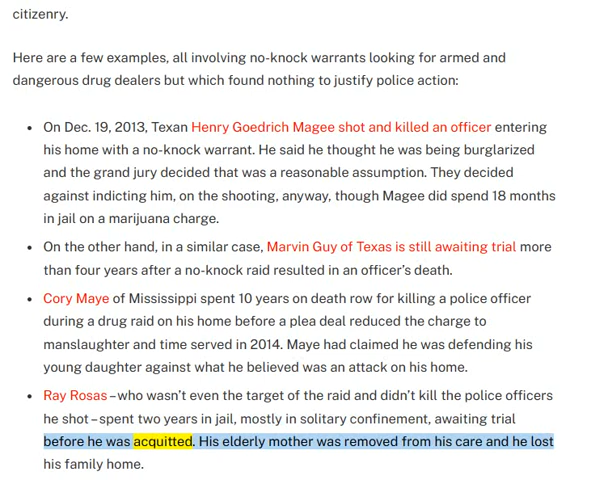 citizenry.
Here are a few examples, all involving no-knock warrants looking for armed and
dangerous drug dealers but which found nothing to justify police action:
• On Dec. 19, 2013, Texan Henry Goedrich Magee shot and killed an officer entering
his home with a no-knock warrant. He said he thought he was being burglarized
and the grand jury decided that was a reasonable assumption. They decided
against indicting him, on the shooting, anyway, though Magee did spend 18 months
in jail on a marijuana charge.
• On the other hand, in a similar case, Marvin Guy of Texas is still awaiting trial more
than four years after a no-knock raid resulted in an officer’s death.
• Cory Maye of Mississippi spent 10 years on death row for killing a police officer
during a drug raid on his home before a plea deal reduced the charge to
manslaughter and time served in 2014. Maye had claimed he was defending his
young daughter against what he believed was an attack on his home.
• Ray Rosas – who wasn’t even the target of the raid and didn’t kill the police officers
he shot – spent two years in jail, mostly in solitary confinement, awaiting trial
before he was acquitted. His elderly mother was removed from his care and he lost
his family home.